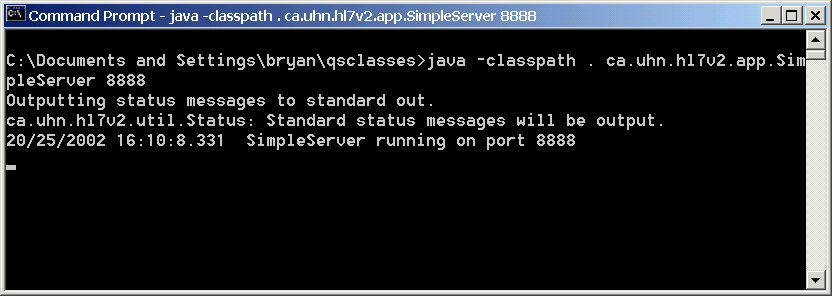 Command Prompt - java -classpath . ca.uhn.hl7v2.app.SimpleServer 8888
C:\Documents and Settings\bryan\qsclasses>java -classpath . ca.uhn.hl7v2.app.Sim
pleServer 8888
Outputting status messages to standard out.
ca.uhn.hl7v2.util.Status: Standard status messages will be output.
20/25/2002 16:10:8.331  SimpleServer running on port 8888